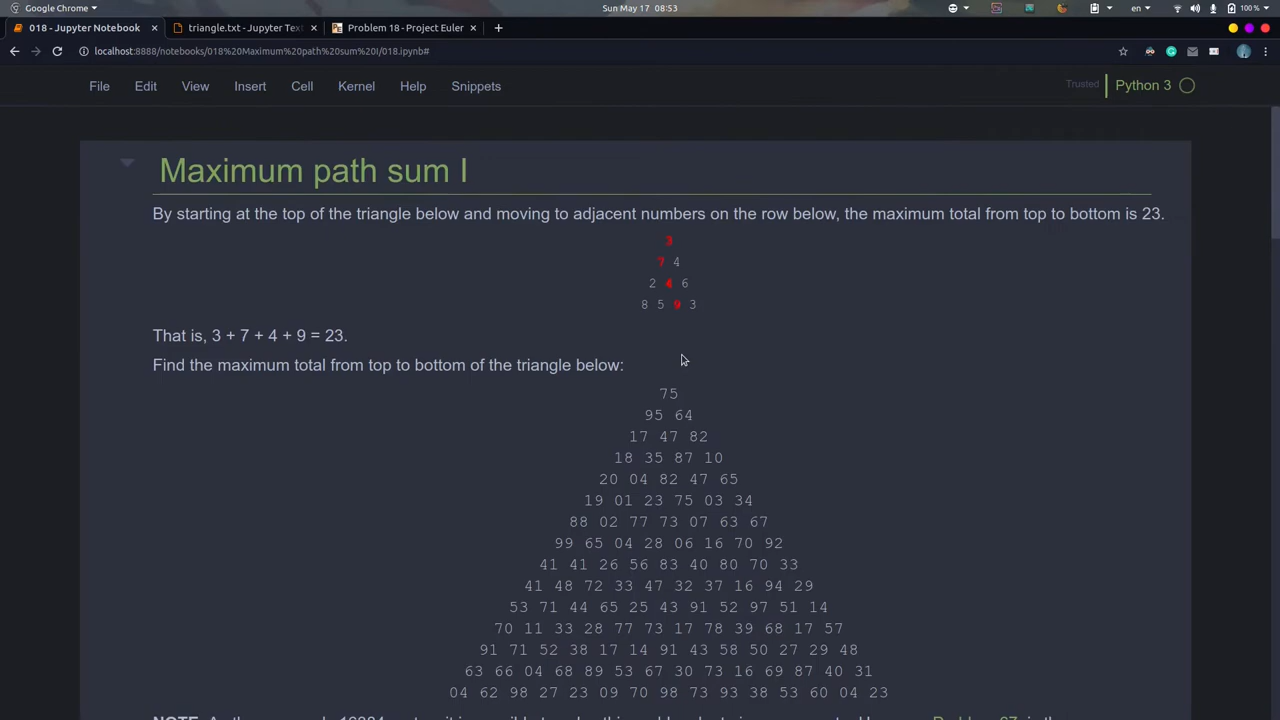 Google Chrome
Sun May 17 08:53
en
100 %
018 - Jupyter Notebook
triangle.txt - Jupyter Text
Problem 18 - Project Euler
localhost:8888/notebooks/018%20Maximum%20path%20sum%20I/018.ipynb#
File Edit View Insert Cell Kernel Help Snippets
Trusted
Python 3
Maximum path sum I
By starting at the top of the triangle below and moving to adjacent numbers on the row below, the maximum total from top to bottom is 23.
3
7 4
2 4 6
8 5 9 3
That is, 3 + 7 + 4 + 9 = 23.
Find the maximum total from top to bottom of the triangle below:
75
95 64
17 47 82
18 35 87 10
20 04 82 47 65
19 01 23 75 03 34
88 02 77 73 07 63 67
99 65 04 28 06 16 70 92
41 41 26 56 83 40 80 70 33
41 48 72 33 47 32 37 16 94 29
53 71 44 65 25 43 91 52 97 51 14
70 11 33 28 77 73 17 78 39 68 17 57
91 71 52 38 17 14 91 43 58 50 27 29 48
63 66 04 68 89 53 67 30 73 16 69 87 40 31
04 62 98 27 23 09 70 98 73 93 38 53 60 04 23